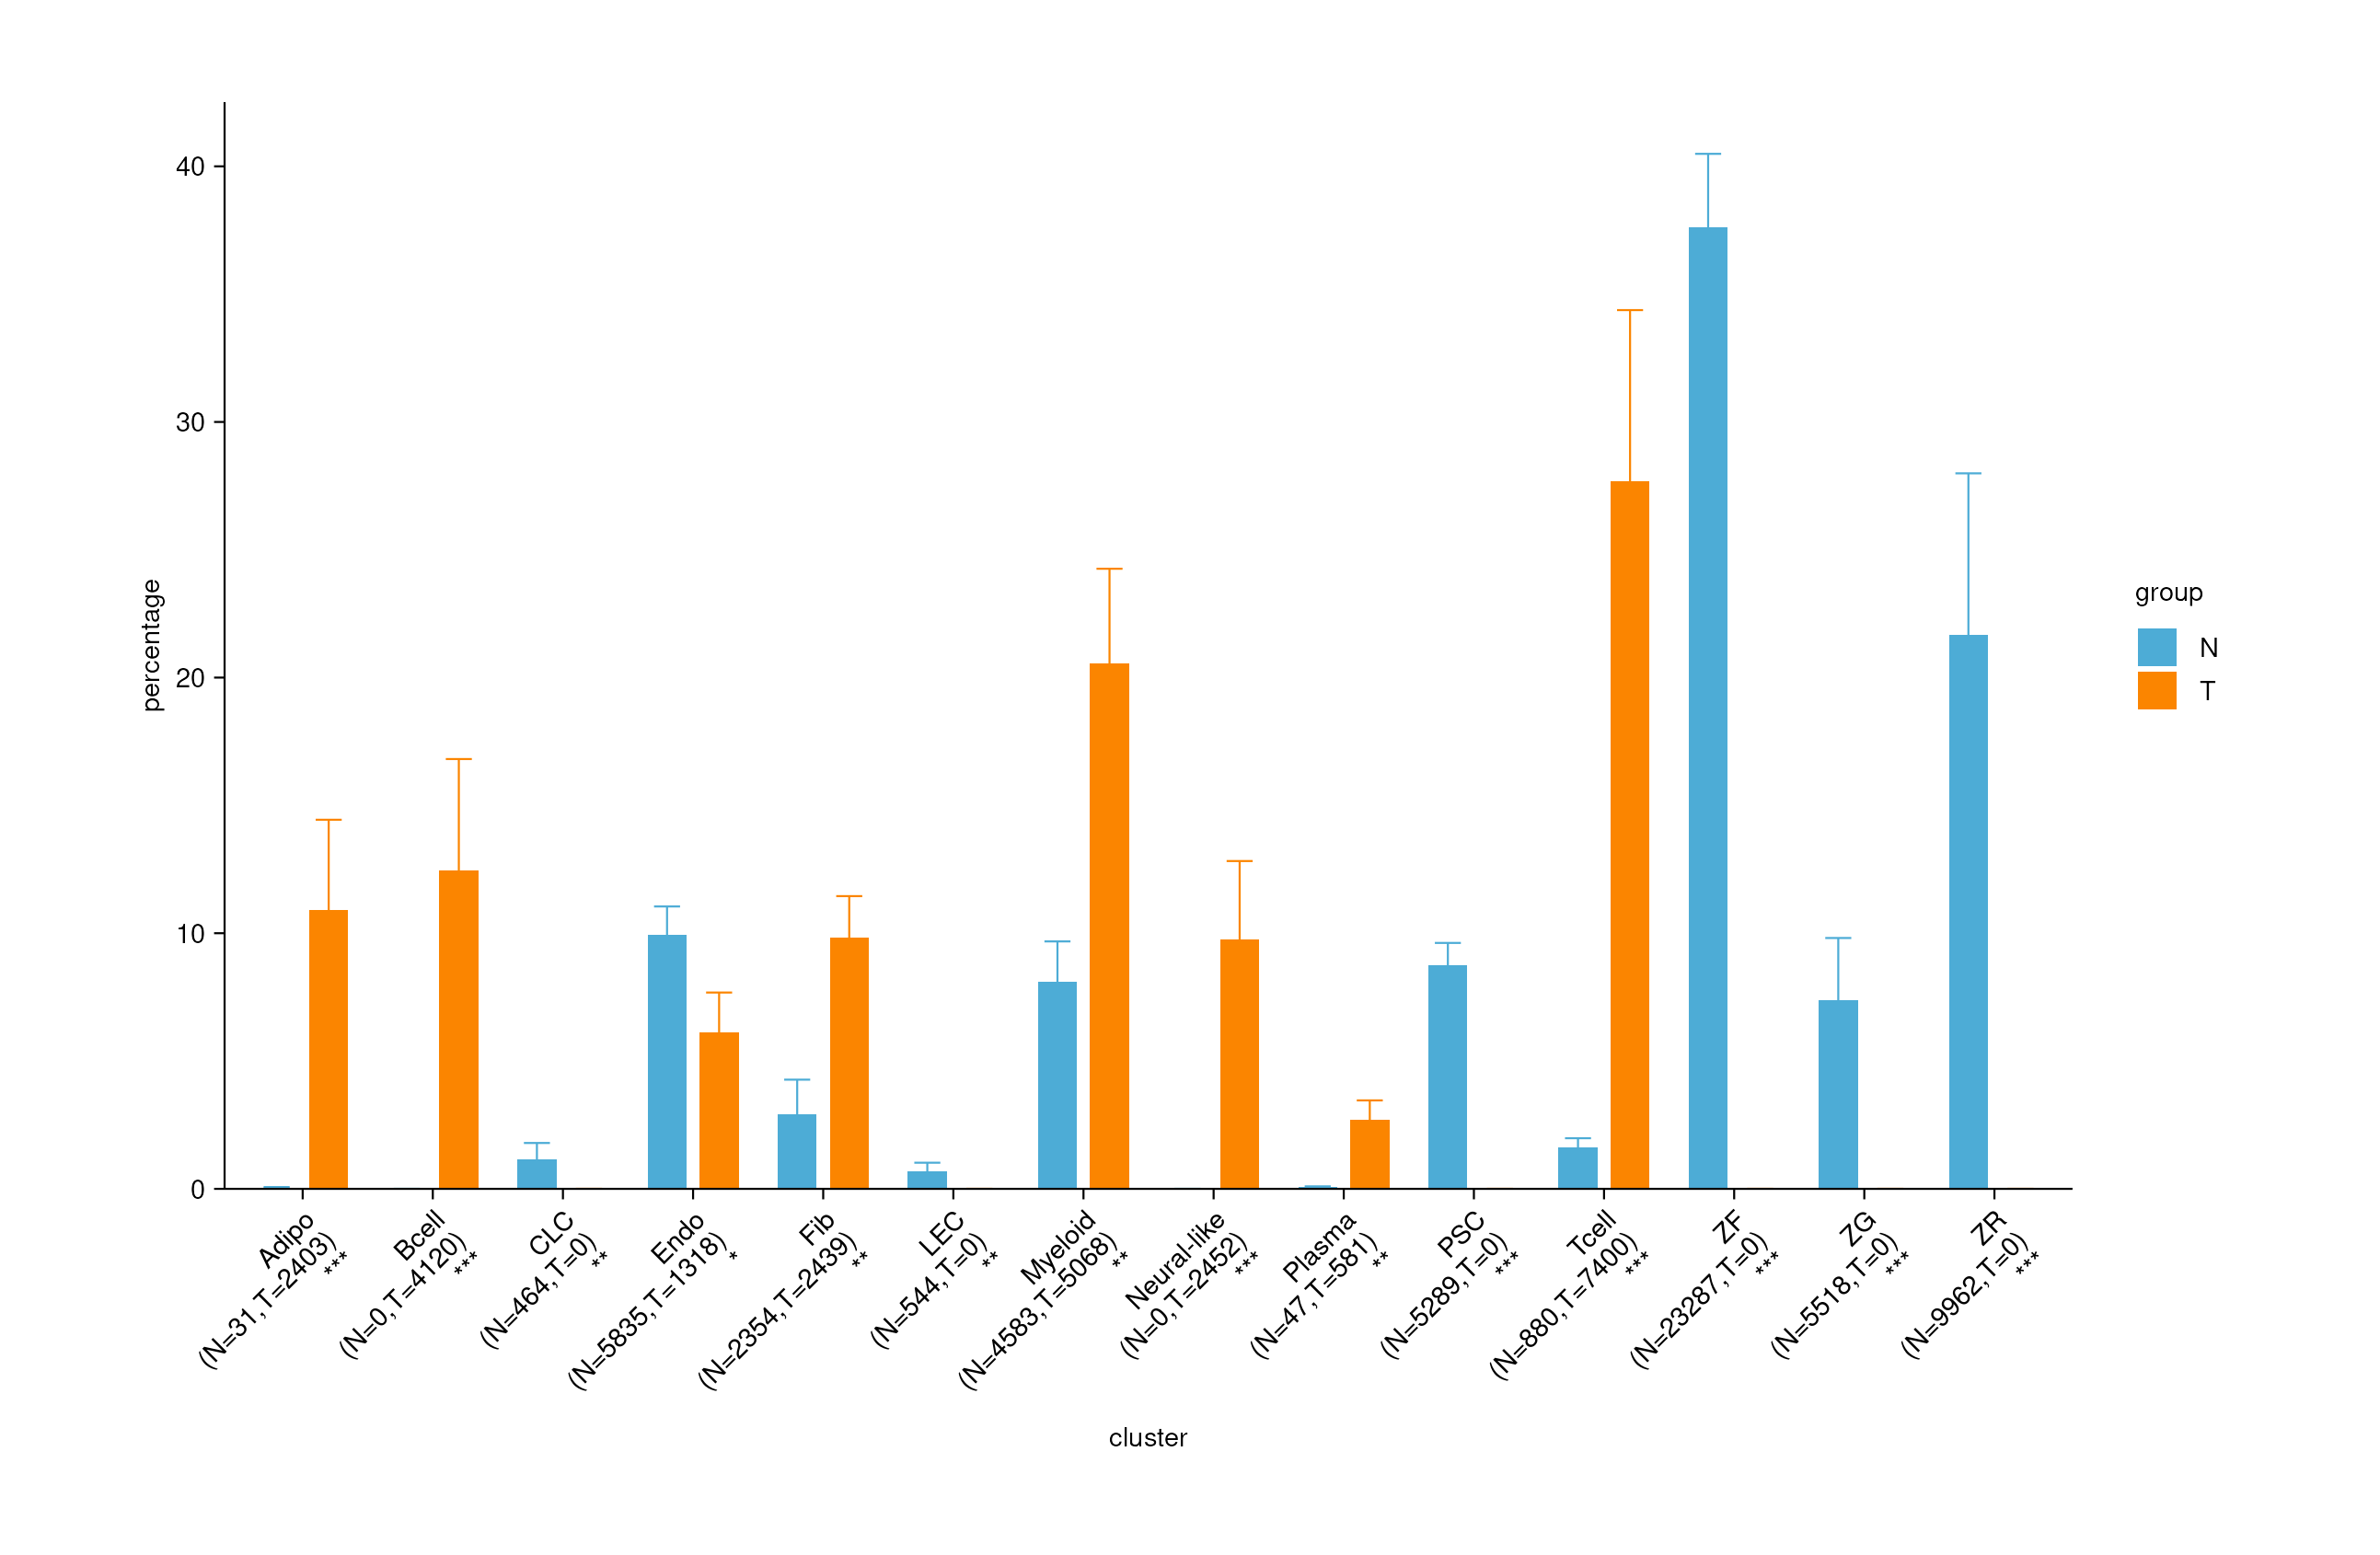 percentage
40
30
20
10
0
Adipo
(N=31,T=2403)
***
Bcell
(N=0,T=4120)
***
CLC
(N=464,T=0)
**
Endo
(N=5835,T=1318)
*
Fib
(N=2354,T=2439)
**
LEC
(N=544,T=0)
**
Myeloid
(N=4583,T=5068)
**
Neural-like
(N=0,T=2452)
***
Plasma
(N=47,T=581)
**
PSC
(N=5289,T=0)
***
Tcell
(N=880,T=7400)
***
ZF
(N=23287,T=0)
***
ZG
(N=5518,T=0)
***
ZR
(N=9962,T=0)
***
cluster
group
N
T